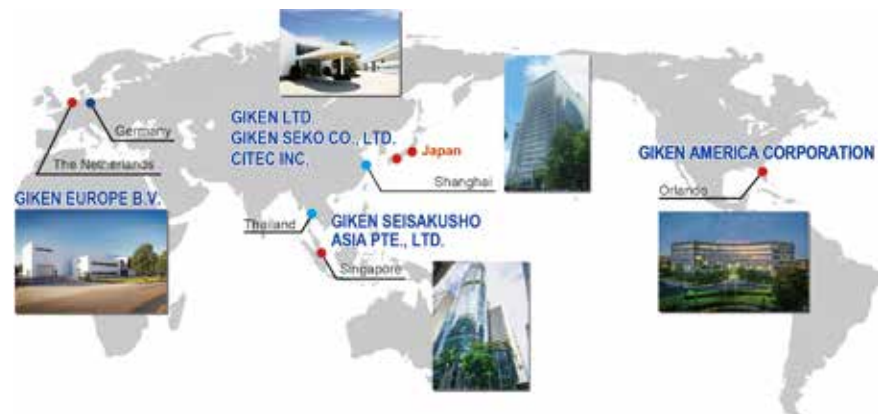 Germany
The Netherlands
GIKEN EUROPE B.V.
GIKEN LTD
GIKEN SEKO CO., LTD.
CITEC INC.
Japan
Shanghai
Thailand
GIKEN SEISAKUSHO
ASIA PTE., LTD.
Singapore
GIKEN AMERICA CORPORATION
Orlando